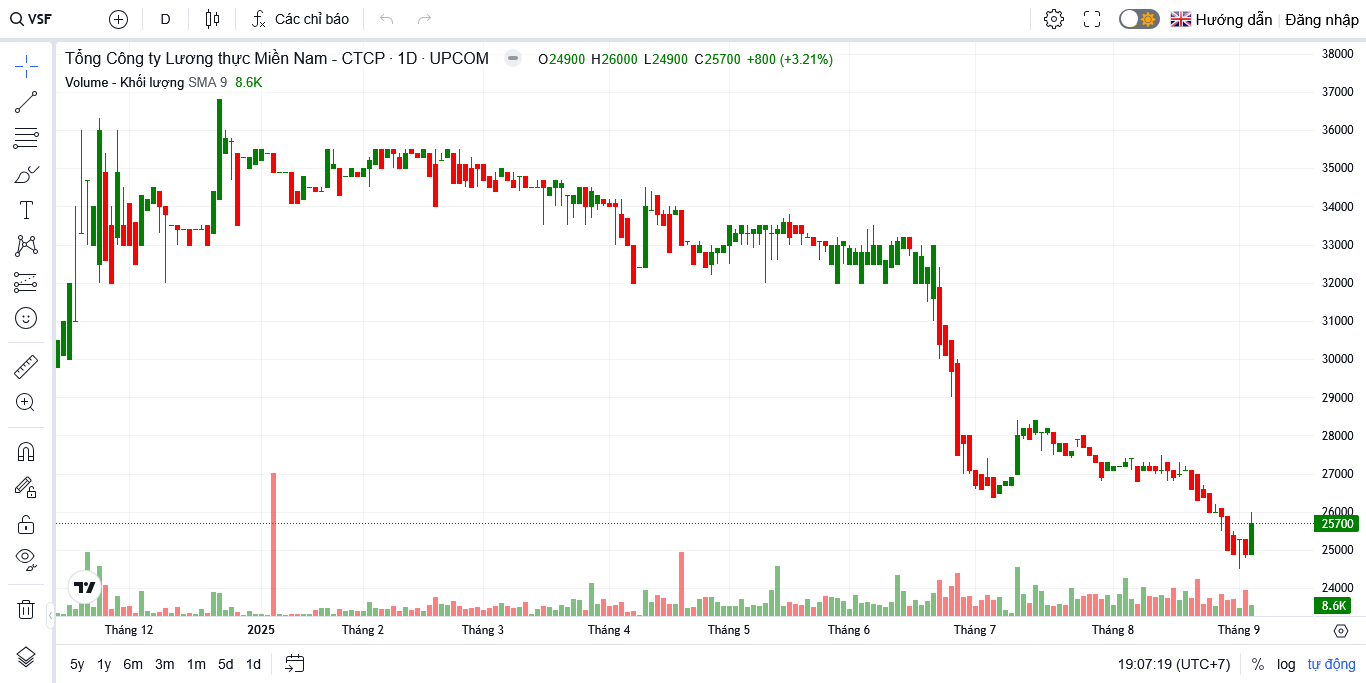 VSF D Các chỉ báo Hướng dẫn Đăng nhập
Tổng Công ty Lương thực Miền Nam - CTCP · 1D · UPCOM O24900 H26000 L24900 C25700 +800 (+3.21%)
Volume - Khối lượng SMA 9 8.6K
38000
37000
36000
35000
34000
33000
32000
31000
30000
29000
28000
27000
26000
25700
25000
24000
8.6K
Tháng 12 2025 Tháng 2 Tháng 3 Tháng 4 Tháng 5 Tháng 6 Tháng 7 Tháng 8 Tháng 9
5y 1y 6m 3m 1m 5d 1d 19:07:19 (UTC+7) % log tự động